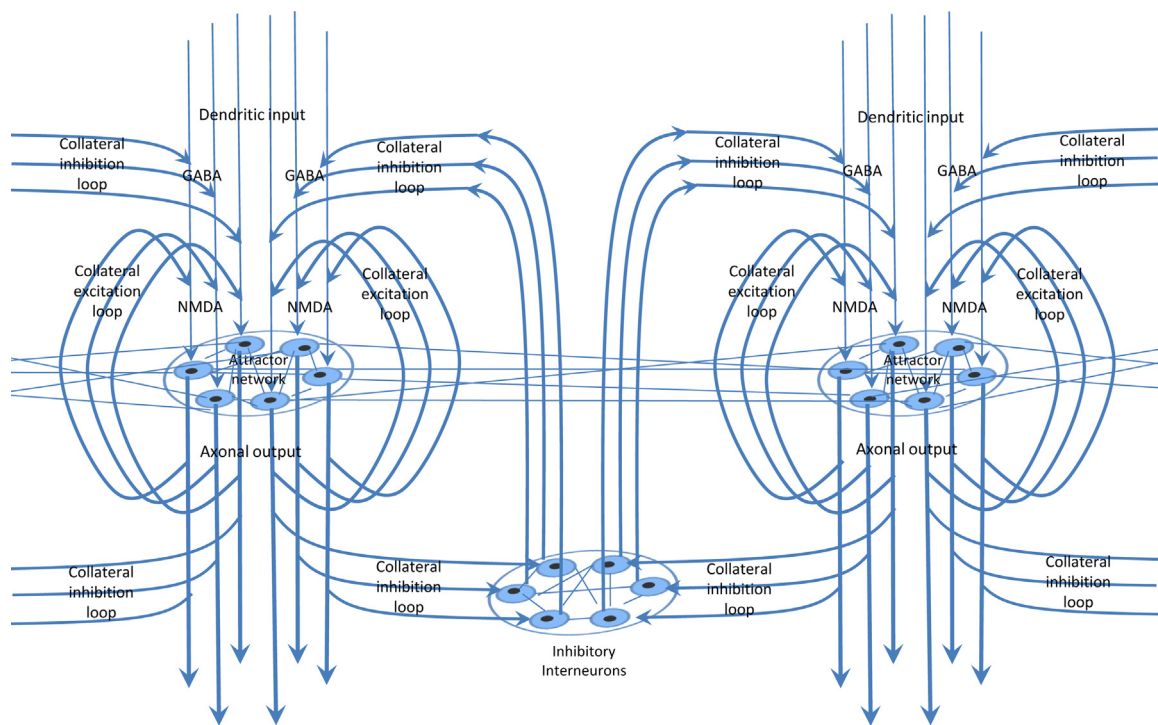 Dendritic input
Dendritic input
Collateral
inhibition
loop
Collateral
inhibition
loop
Collateral
inhibition
loop
Collateral
inhibition
loop
GABA
GABA
GABA
GABA
Collateral
excitation
loop
Collateral
excitation
loop
Collateral
excitation
loop
Collateral
excitation
loop
NMDA
NMDA
NMDA
NMDA
Attractor
network
Attractor
network
Axonal output
Axonal output
Collateral
inhibition
loop
Collateral
inhibition
loop
Collateral
inhibition
loop
Collateral
inhibition
loop
Inhibitory
Interneurons